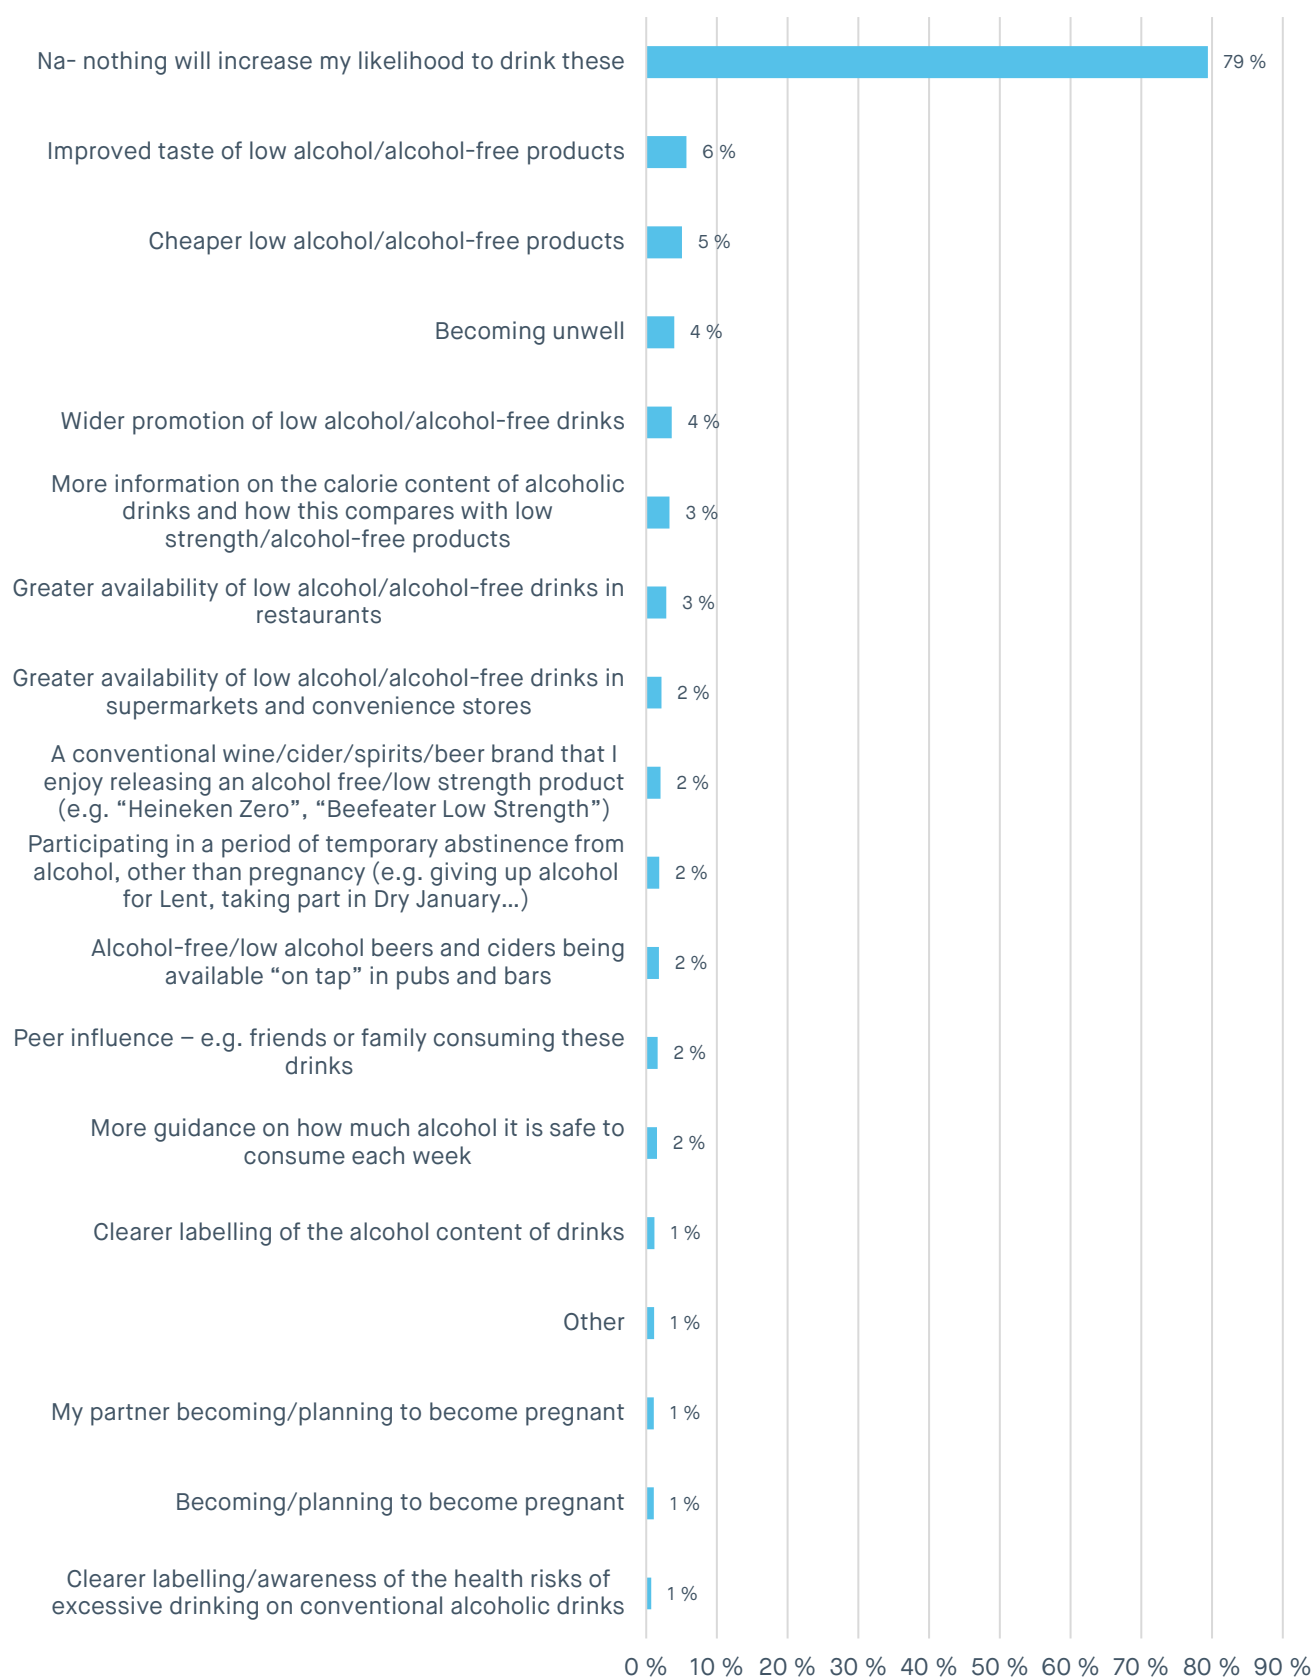 Na- nothing will increase my likelihood to drink these
79 %
Improved taste of low alcohol/alcohol-free products
6 %
Cheaper low alcohol/alcohol-free products
5 %
Becoming unwell
4 %
Wider promotion of low alcohol/alcohol-free drinks
4 %
More information on the calorie content of alcoholic
drinks and how this compares with low
strength/alcohol-free products
3 %
Greater availability of low alcohol/alcohol-free drinks in
restaurants
3 %
Greater availability of low alcohol/alcohol-free drinks in
supermarkets and convenience stores
2 %
A conventional wine/cider/spirits/beer brand that I
enjoy releasing an alcohol free/low strength product
(e.g. “Heineken Zero”, “Beefeater Low Strength”)
2 %
Participating in a period of temporary abstinence from
alcohol, other than pregnancy (e.g. giving up alcohol
for Lent, taking part in Dry January...)
2 %
Alcohol-free/low alcohol beers and ciders being
available “on tap” in pubs and bars
2 %
Peer influence – e.g. friends or family consuming these
drinks
2 %
More guidance on how much alcohol it is safe to
consume each week
2 %
Clearer labelling of the alcohol content of drinks
1 %
Other
1 %
My partner becoming/planning to become pregnant
1 %
Becoming/planning to become pregnant
1 %
Clearer labelling/awareness of the health risks of
excessive drinking on conventional alcoholic drinks
1 %
0 % 10 % 20 % 30 % 40 % 50 % 60 % 70 % 80 % 90 %